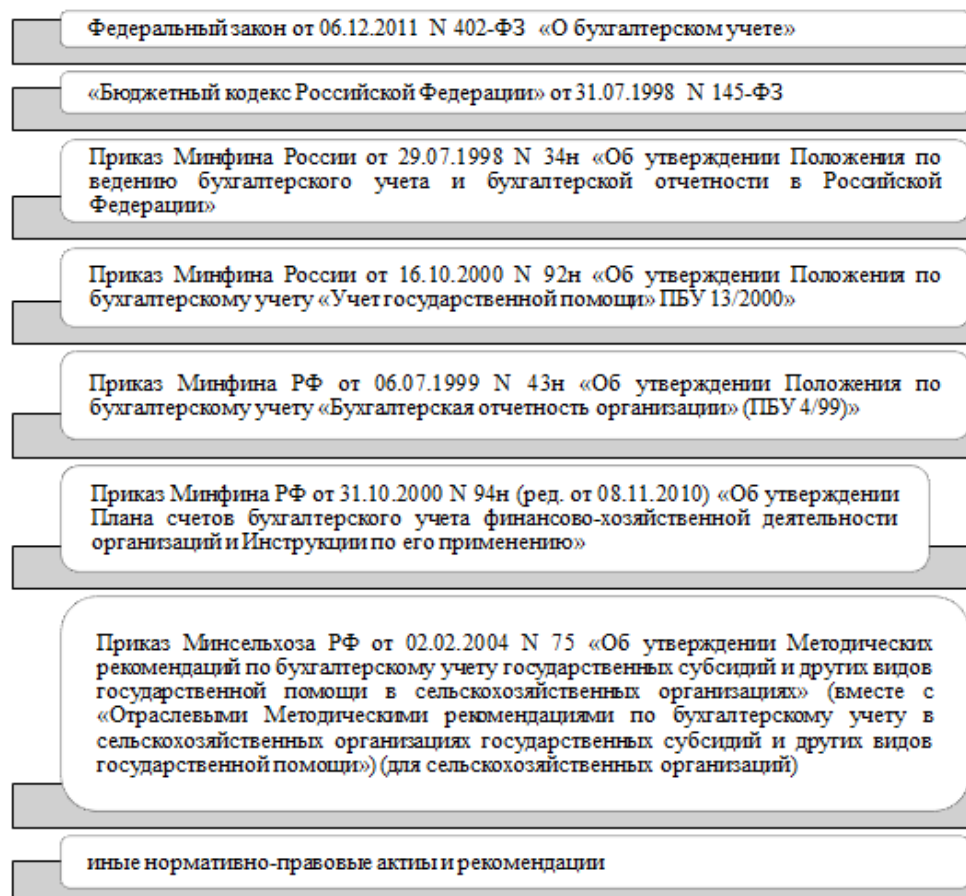 Федеральный закон от 06.12.2011 N 402-ФЗ «О бухгалтерском учете»
«Бюджетный кодекс Российской Федерации» от 31.07.1998 N 145-ФЗ
Приказ Минфина России от 29.07.1998 N 34н «Об утверждении Положения по
ведению бухгалтерского учета и бухгалтерской отчетности в Российской
Федерации»
Приказ Минфина России от 16.10.2000 N 92н «Об утверждении Положения по
бухгалтерскому учету «Учет государственной помощи» ПБУ 13/2000»
Приказ Минфина РФ от 06.07.1999 N 43н «Об утверждении Положения по
бухгалтерскому учету «Бухгалтерская отчетность организации» (ПБУ 4/99)»
Приказ Минфина РФ от 31.10.2000 N 94н (ред. от 08.11.2010) «Об утверждении
Плана счетов бухгалтерского учета финансово-хозяйственной деятельности
организаций и Инструкции по его применению»
Приказ Минсельхоза РФ от 02.02.2004 N 75 «Об утверждении Методических
рекомендаций по бухгалтерскому учету государственных субсидий и других видов
государственной помощи в сельскохозяйственных организациях» (вместе с
«Отраслевыми Методическими рекомендациями по бухгалтерскому учету в
сельскохозяйственных организациях государственных субсидий и других видов
государственной помощи») (для сельскохозяйственных организаций)
иные нормативно-правовые актиы и рекомендации